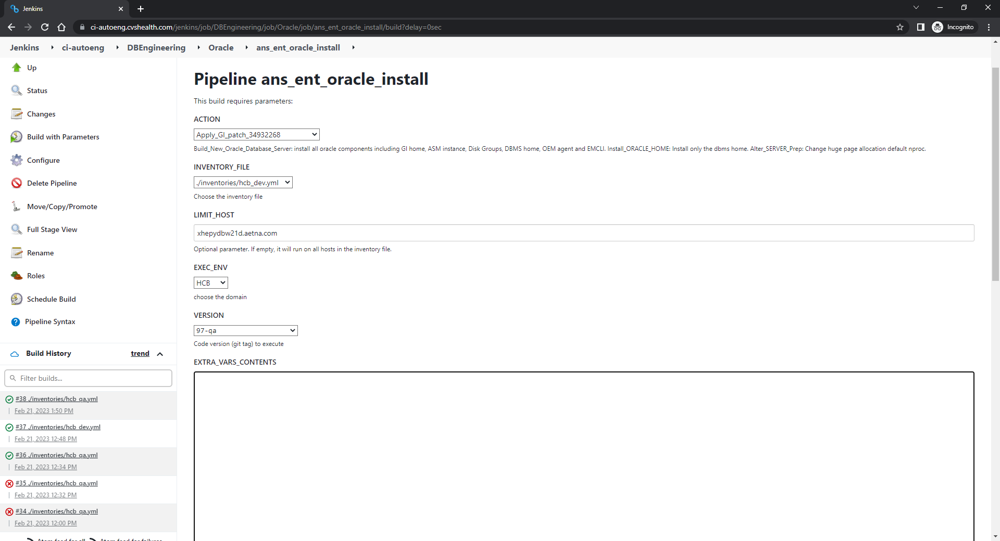 Jenkins
ci-autoeng.cvshealth.com/jenkins/job/DBEngineering/job/Oracle/job/ans_ent_oracle_install/build?delay=0sec
Incognito
Jenkins ci-autoeng DBEngineering Oracle ans_ent_oracle_install
Up
Status
Changes
Build with Parameters
Configure
Delete Pipeline
Move/Copy/Promote
Full Stage View
Rename
Roles
Schedule Build
Pipeline Syntax
Build History trend
Filter builds...
#38 ./inventories/hcb_qa.yml
Feb 21, 2023 1:50 PM
#37 ./inventories/hcb_dev.yml
Feb 21, 2023 12:48 PM
#36 ./inventories/hcb_qa.yml
Feb 21, 2023 12:34 PM
#35 ./inventories/hcb_qa.yml
Feb 21, 2023 12:32 PM
#34 ./inventories/hcb_qa.yml
Feb 21, 2023 12:00 PM
Atom feed for all Atom feed for failures
Pipeline ans_ent_oracle_install
This build requires parameters:
ACTION
Apply_GI_patch_34932268
Build_New_Oracle_Database_Server: install all oracle components including GI home, ASM instance, Disk Groups, DBMS home, OEM agent and EMCLI. Install_ORACLE_HOME: Install only the dbms home. Alter_SERVER_Prep: Change huge page allocation default nproc.
INVENTORY_FILE
./inventories/hcb_dev.yml
Choose the inventory file
LIMIT_HOST
xhepydbw21d.aetna.com
Optional parameter. If empty, it will run on all hosts in the inventory file.
EXEC_ENV
HCB
choose the domain
VERSION
97-qa
Code version (git tag) to execute
EXTRA_VARS_CONTENTS